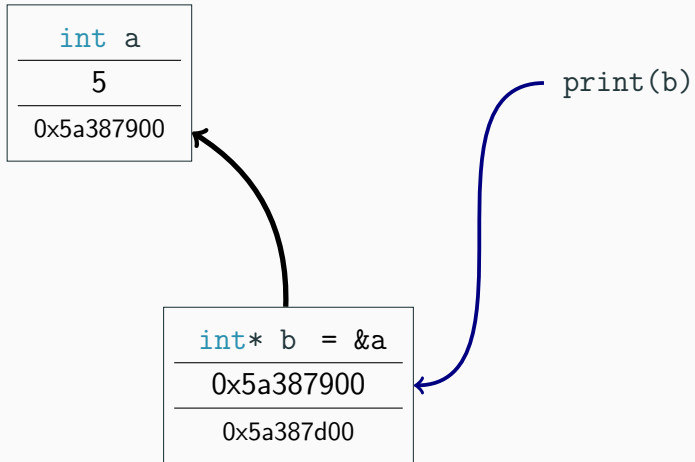 int a
5
0x5a387900
print(b)
int* b = &a
0x5a387900
0x5a387d00